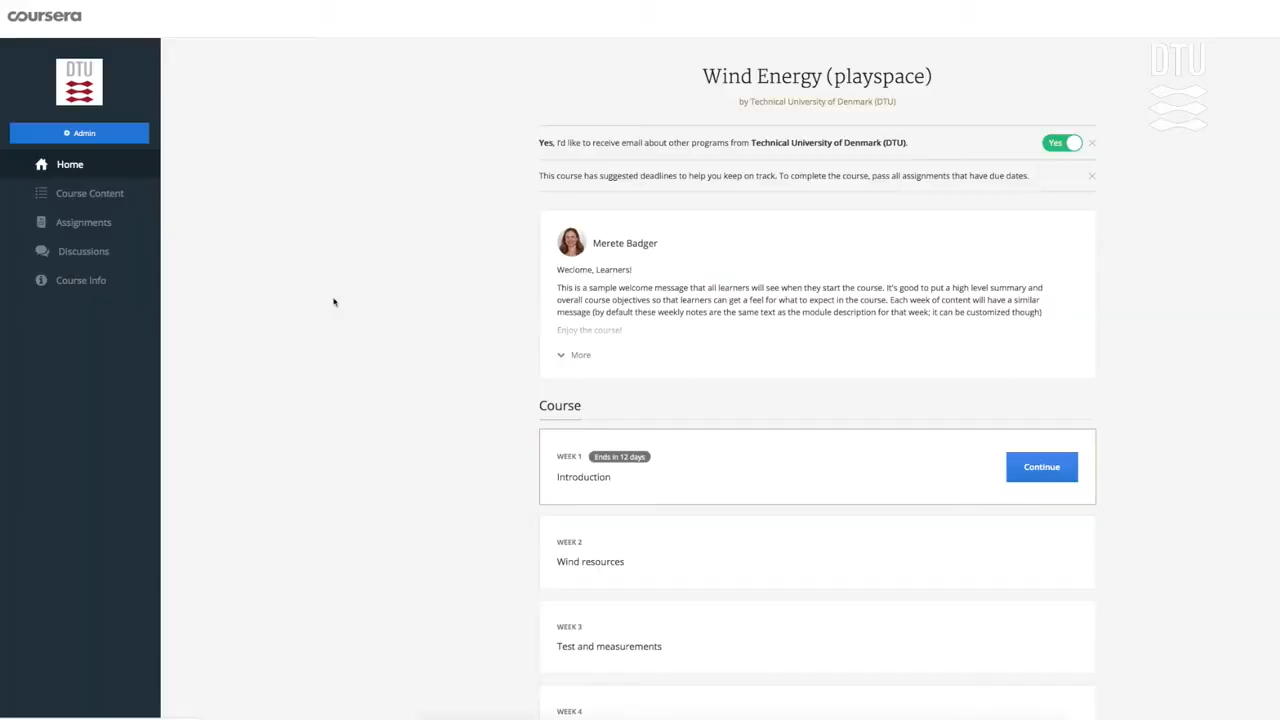 coursera
DTU
DTU
Admin
Home
Course Content
Assignments
Discussions
Course Info
Wind Energy (playspace)
by Technical University of Denmark (DTU)
Yes, I'd like to receive email about other programs from Technical University of Denmark (DTU).
Yes
This course has suggested deadlines to help you keep on track. To complete the course, pass all assignments that have due dates.
Merete Badger
Weclome, Learners!
This is a sample welcome message that all learners will see when they start the course. It's good to put a high level summary and
overall course objectives so that learners can get a feel for what to expect in the course. Each week of content will have a similar
message (by default these weekly notes are the same text as the module description for that week; it can be customized though)
Enjoy the course!
More
Course
WEEK 1 Ends in 12 days
Introduction
Continue
WEEK 2
Wind resources
WEEK 3
Test and measurements
WEEK 4